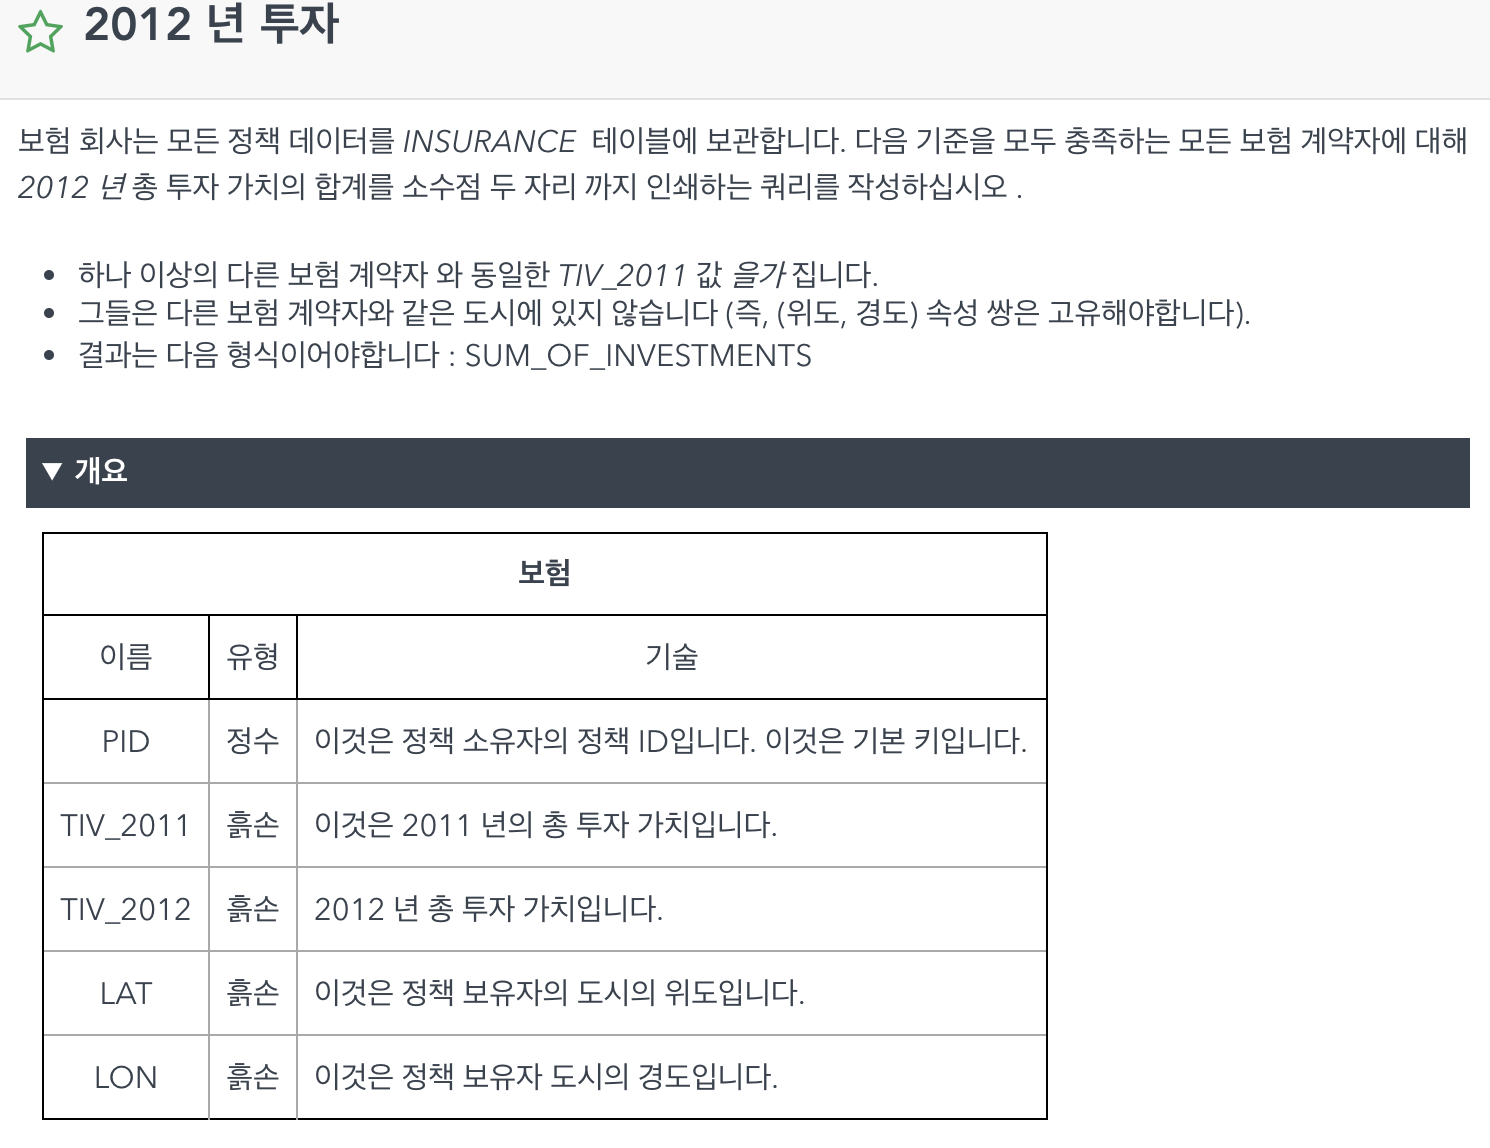 2012 년 투자
보험 회사는 모든 정책 데이터를 INSURANCE 테이블에 보관합니다. 다음 기준을 모두 충족하는 모든 보험 계약자에 대해
2012 년 총 투자 가치의 합계를 소수점 두 자리 까지 인쇄하는 쿼리를 작성하십시오 .
하나 이상의 다른 보험 계약자 와 동일한 TIV_2011 값 을가 집니다.
그들은 다른 보험 계약자와 같은 도시에 있지 않습니다 (즉, (위도, 경도) 속성 쌍은 고유해야합니다).
결과는 다음 형식이어야합니다 : SUM_OF_INVESTMENTS
▼ 개요
보험
이름 유형 기술
PID 정수 이것은 정책 소유자의 정책 ID입니다. 이것은 기본 키입니다.
TIV_2011 흙손 이것은 2011 년의 총 투자 가치입니다.
TIV_2012 흙손 2012 년 총 투자 가치입니다.
LAT 흙손 이것은 정책 보유자의 도시의 위도입니다.
LON 흙손 이것은 정책 보유자 도시의 경도입니다.